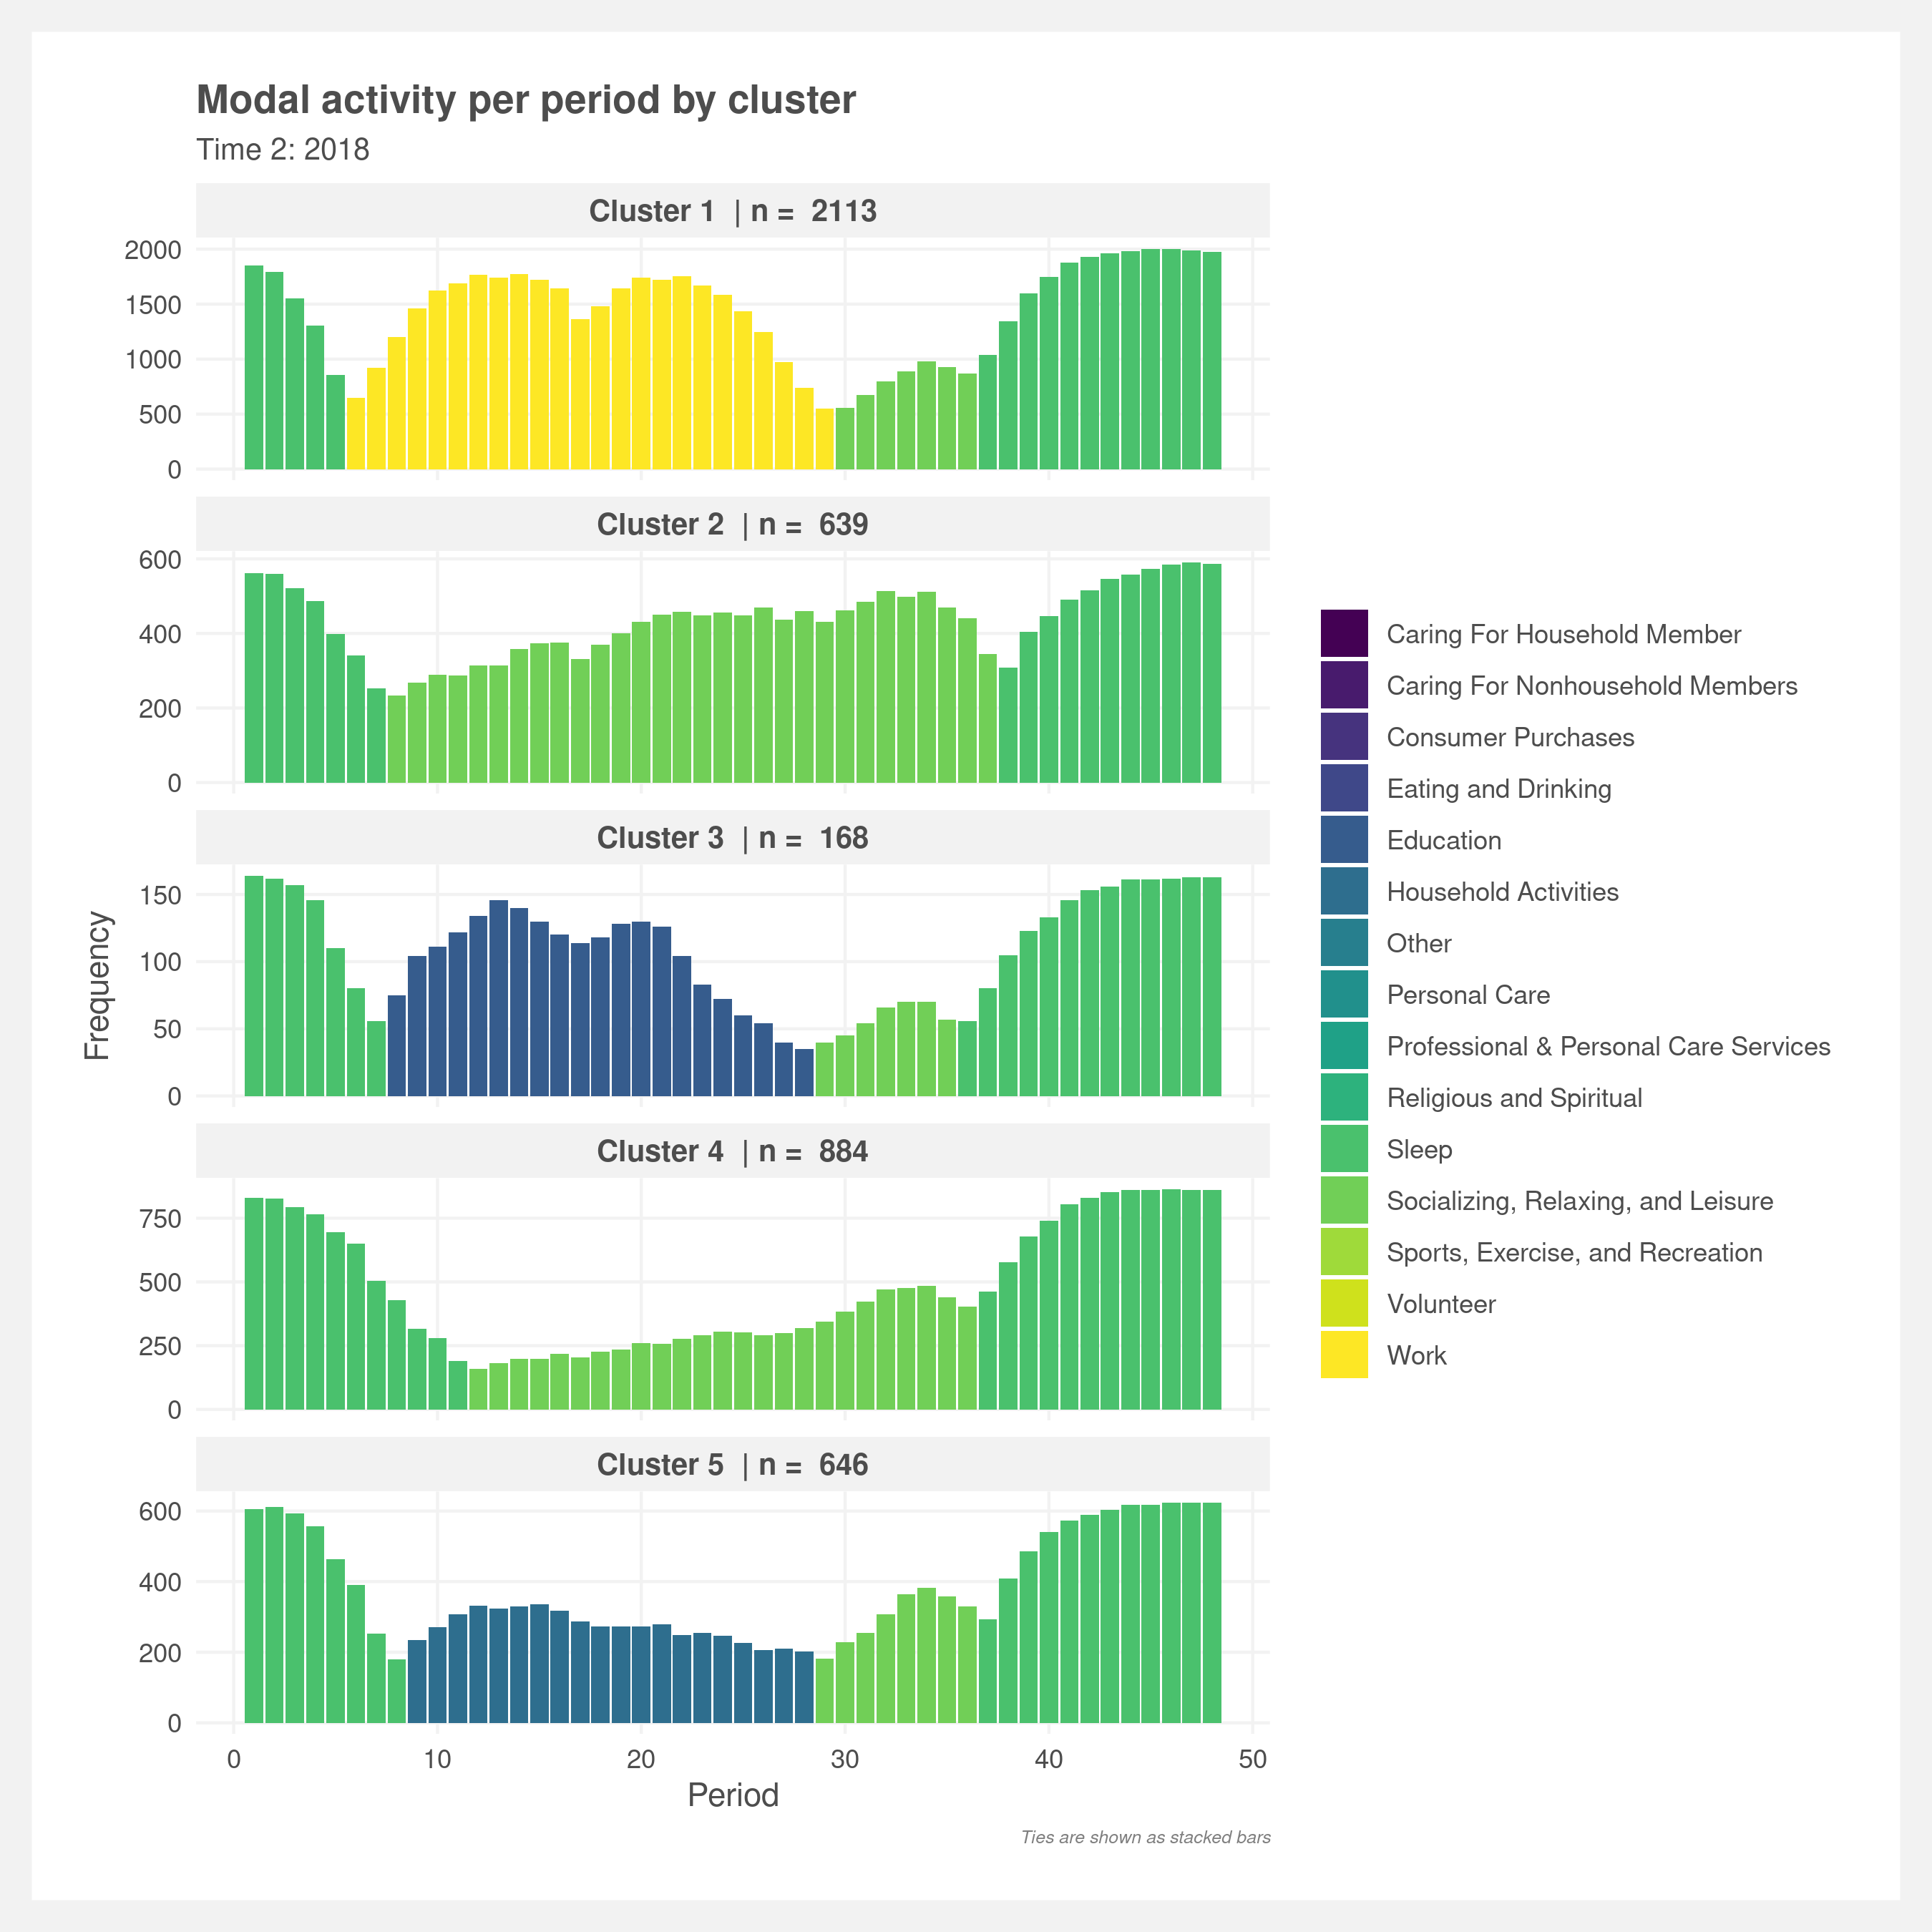 Modal activity per period by cluster
Time 2: 2018
Cluster 1 | n = 2113
2000
1500
1000
500
0
Cluster 2 | n = 639
600
400
200
0
Cluster 3 | n = 168
150
100
50
0
Cluster 4 | n = 884
750
500
250
0
Cluster 5 | n = 646
600
400
200
0
0 10 20 30 40 50
Period
Frequency
Caring For Household Member
Caring For Nonhousehold Members
Consumer Purchases
Eating and Drinking
Education
Household Activities
Other
Personal Care
Professional & Personal Care Services
Religious and Spiritual
Sleep
Socializing, Relaxing, and Leisure
Sports, Exercise, and Recreation
Volunteer
Work
Ties are shown as stacked bars